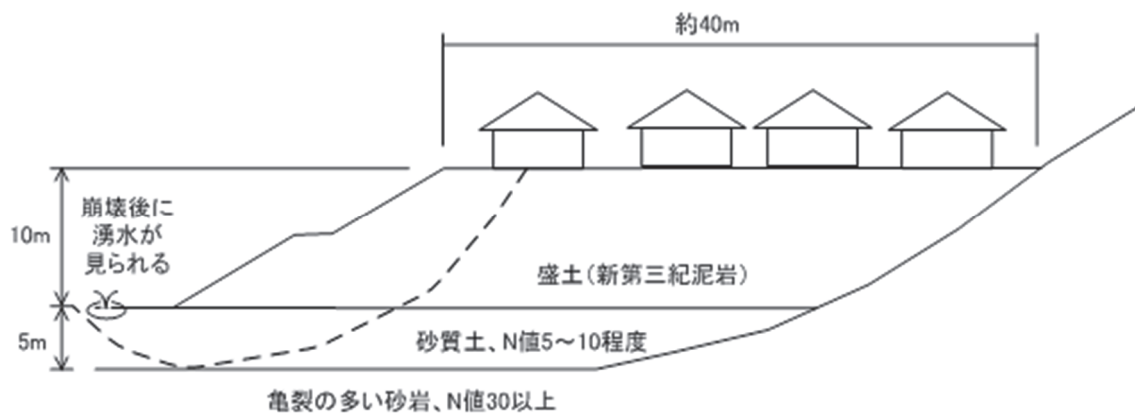 約40m
10m
崩壊後に
湧水が
見られる
盛土(新第三紀泥岩)
5m
砂質土、N値5～10程度
亀裂の多い砂岩、N値30以上